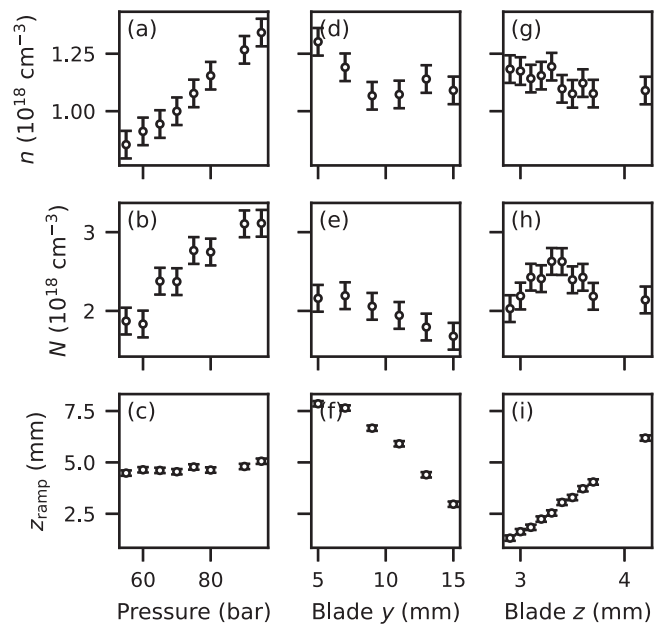 (a) (d) (g)
n (10^18 cm^−3)
1.25
1.00
(b) (e) (h)
N (10^18 cm^−3)
3
2
(c) (f) (i)
z_ramp (mm)
7.5
5.0
2.5
60 80 5 10 15 3 4
Pressure (bar) Blade y (mm) Blade z (mm)